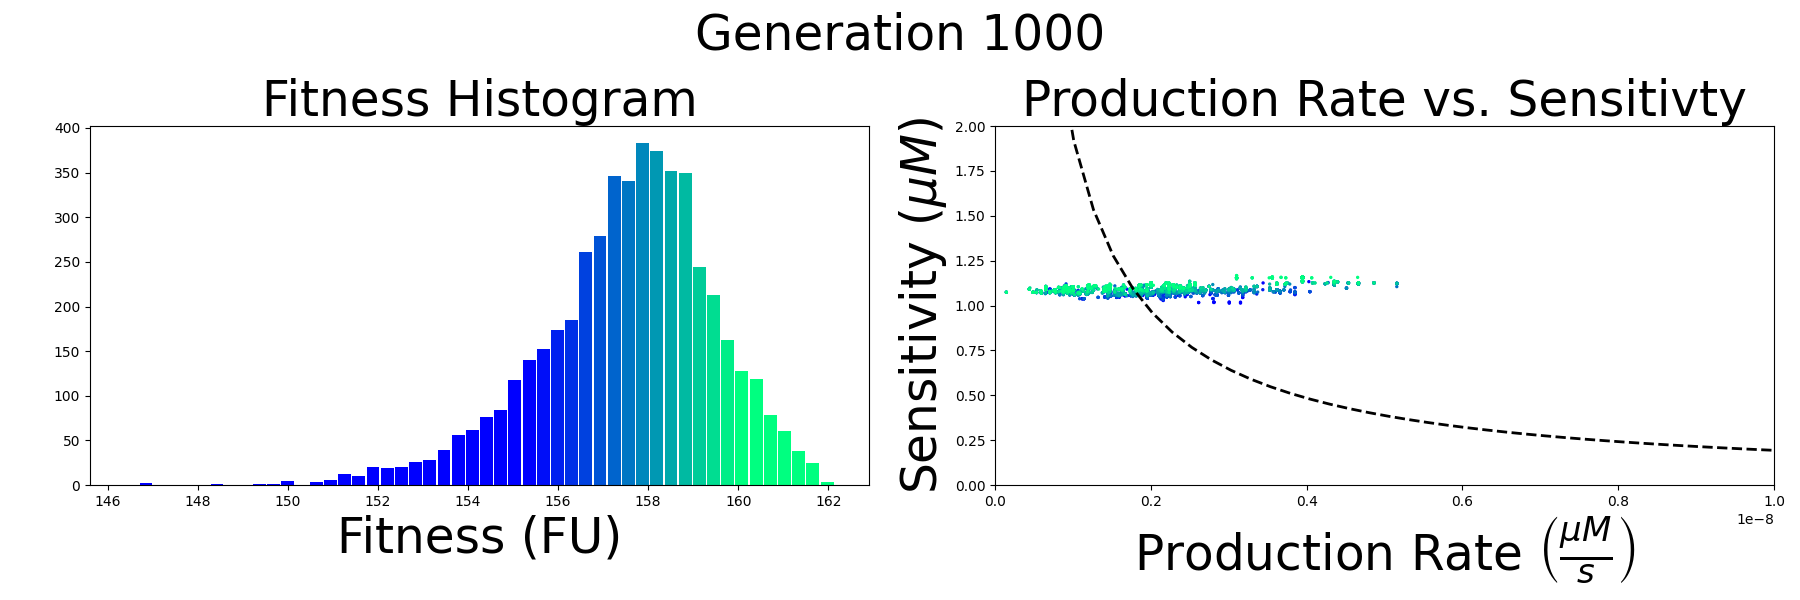 Generation 1000
Fitness Histogram
400
350
300
250
200
150
100
50
0
146 148 150 152 154 156 158 160 162
Fitness (FU)
Production Rate vs. Sensitivty
Sensitivity (μM)
2.00
1.75
1.50
1.25
1.00
0.75
0.50
0.25
0.00
0.0 0.2 0.4 0.6 0.8 1.0
1e−8
Production Rate (μM/s)